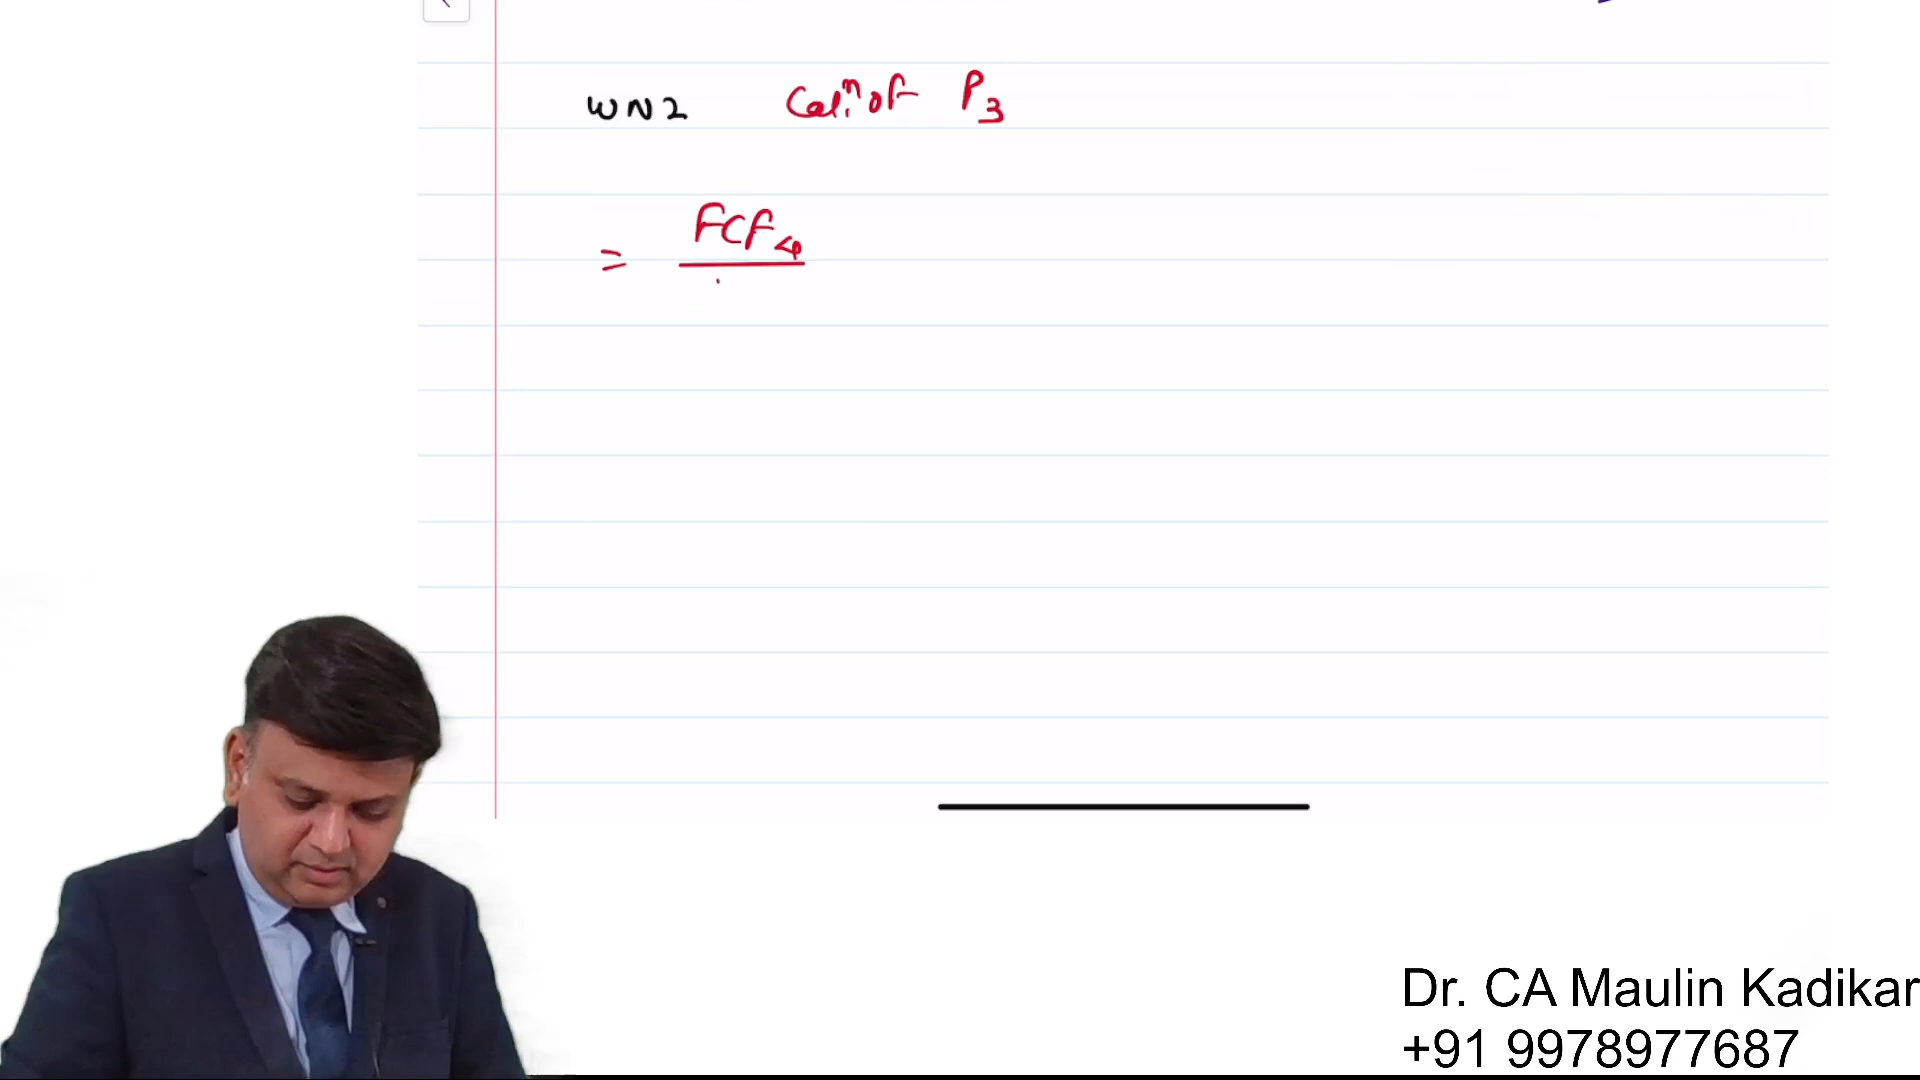 WN2 Calⁿ. of P₃
= FCF₄
Dr. CA Maulin Kadikar
+91 9978977687